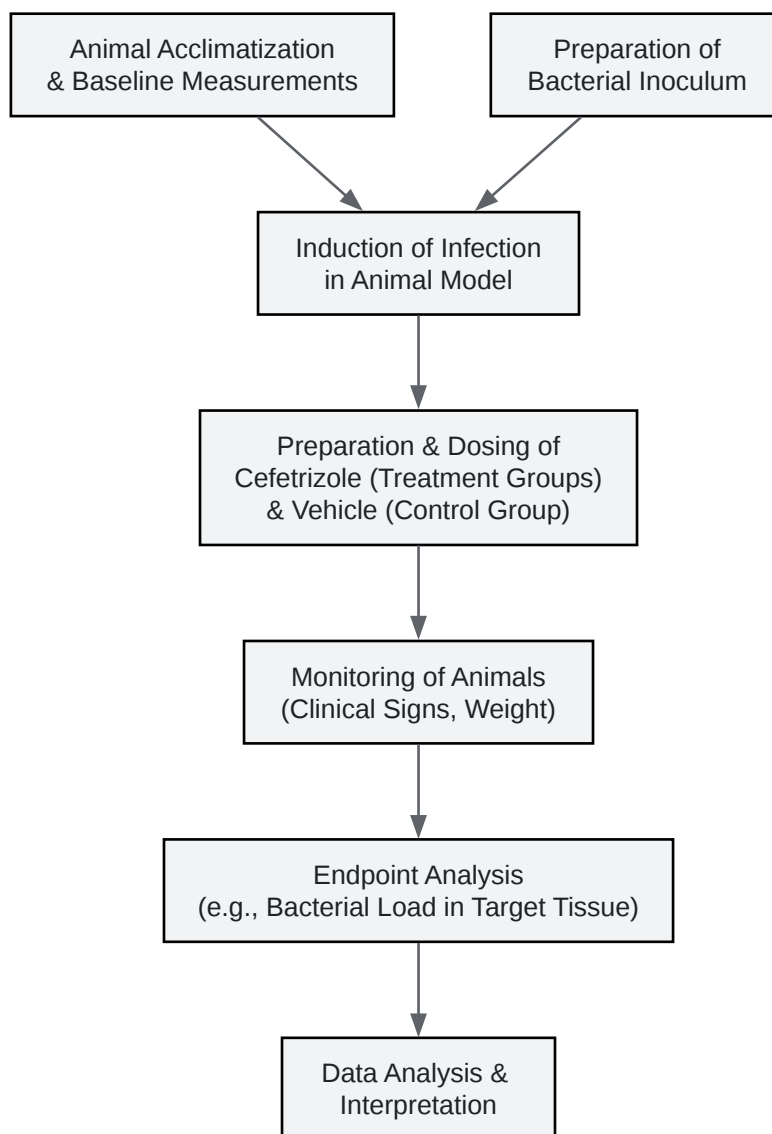 Animal Acclimatization
& Baseline Measurements
Preparation of
Bacterial Inoculum
Induction of Infection
in Animal Model
Preparation & Dosing of
Cefetrizole (Treatment Groups)
& Vehicle (Control Group)
Monitoring of Animals
(Clinical Signs, Weight)
Endpoint Analysis
(e.g., Bacterial Load in Target Tissue)
Data Analysis &
Interpretation